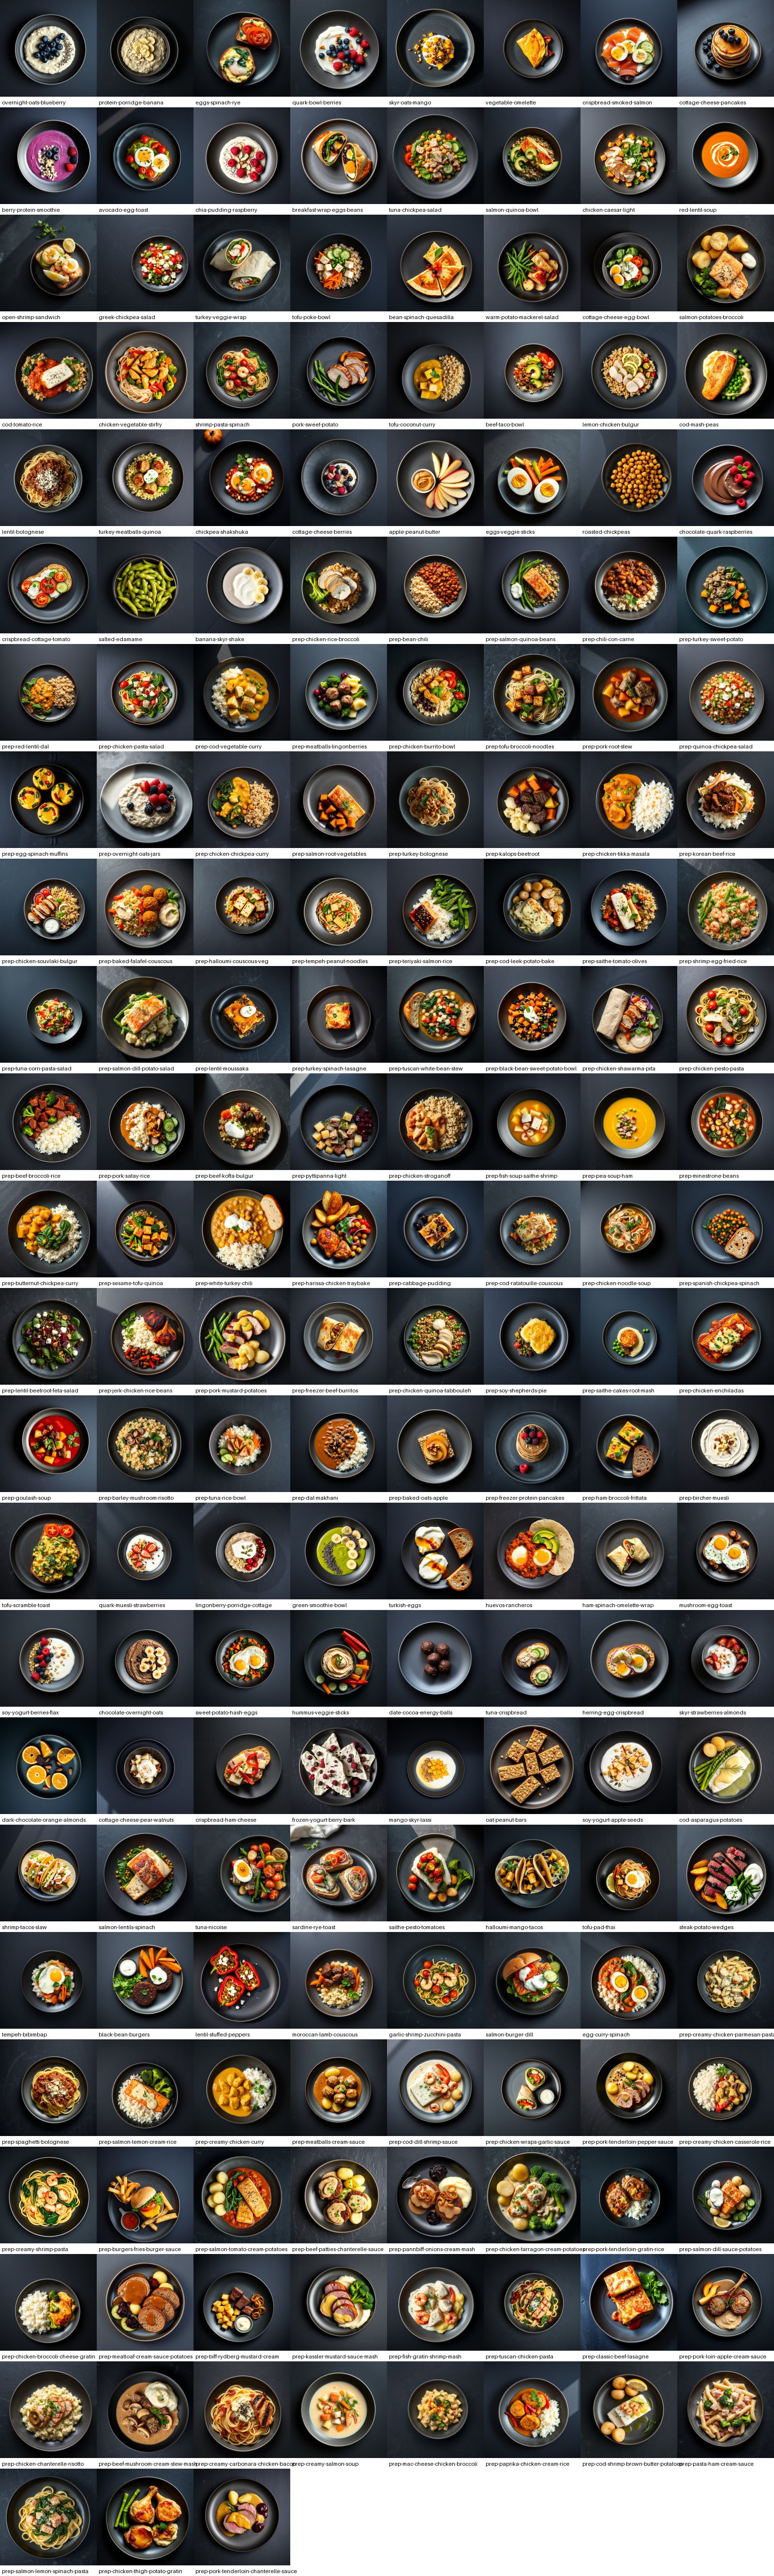 overnight-oats-blueberry
protein-porridge-banana
eggs-spinach-rye
quark-bowl-berries
skyr-oats-mango
vegetable-omelette
crispbread-smoked-salmon
cottage-cheese-pancakes
berry-protein-smoothie
avocado-egg-toast
chia-pudding-raspberry
breakfast-wrap-eggs-beans
tuna-chickpea-salad
salmon-quinoa-bowl
chicken-caesar-light
red-lentil-soup
open-shrimp-sandwich
greek-chickpea-salad
turkey-veggie-wrap
tofu-poke-bowl
bean-spinach-quesadilla
warm-potato-mackerel-salad
cottage-cheese-egg-bowl
salmon-potatoes-broccoli
cod-tomato-rice
chicken-vegetable-stirfry
shrimp-pasta-spinach
pork-sweet-potato
tofu-coconut-curry
beef-taco-bowl
lemon-chicken-bulgur
cod-mash-peas
lentil-bolognese
turkey-meatballs-quinoa
chickpea-shakshuka
cottage-cheese-berries
apple-peanut-butter
eggs-veggie-sticks
roasted-chickpeas
chocolate-quark-raspberries
crispbread-cottage-tomato
salted-edamame
banana-skyr-shake
prep-chicken-rice-broccoli
prep-bean-chili
prep-salmon-quinoa-beans
prep-chili-con-carne
prep-turkey-sweet-potato
prep-red-lentil-dal
prep-chicken-pasta-salad
prep-cod-vegetable-curry
prep-meatballs-lingonberries
prep-chicken-burrito-bowl
prep-tofu-broccoli-noodles
prep-pork-root-stew
prep-quinoa-chickpea-salad
prep-egg-spinach-muffins
prep-overnight-oats-jars
prep-chicken-chickpea-curry
prep-salmon-root-vegetables
prep-turkey-bolognese
prep-kalops-beetroot
prep-chicken-tikka-masala
prep-korean-beef-rice
prep-chicken-souvlaki-bulgur
prep-baked-falafel-couscous
prep-halloumi-couscous-veg
prep-tempeh-peanut-noodles
prep-teriyaki-salmon-rice
prep-cod-leek-potato-bake
prep-saithe-tomato-olives
prep-shrimp-egg-fried-rice
prep-tuna-corn-pasta-salad
prep-salmon-dill-potato-salad
prep-lentil-moussaka
prep-turkey-spinach-lasagne
prep-tuscan-white-bean-stew
prep-black-bean-sweet-potato-bowl
prep-chicken-shawarma-pita
prep-chicken-pesto-pasta
prep-beef-broccoli-rice
prep-pork-satay-rice
prep-beef-kofta-bulgur
prep-pyttipanna-light
prep-chicken-stroganoff
prep-fish-soup-saithe-shrimp
prep-pea-soup-ham
prep-minestrone-beans
prep-butternut-chickpea-curry
prep-sesame-tofu-quinoa
prep-white-turkey-chili
prep-harissa-chicken-traybake
prep-cabbage-pudding
prep-cod-ratatouille-couscous
prep-chicken-noodle-soup
prep-spanish-chickpea-spinach
prep-lentil-beetroot-feta-salad
prep-jerk-chicken-rice-beans
prep-pork-mustard-potatoes
prep-freezer-beef-burritos
prep-chicken-quinoa-tabbouleh
prep-soy-shepherds-pie
prep-saithe-cakes-root-mash
prep-chicken-enchiladas
prep-goulash-soup
prep-barley-mushroom-risotto
prep-tuna-rice-bowl
prep-dal-makhani
prep-baked-oats-apple
prep-freezer-protein-pancakes
prep-ham-broccoli-frittata
prep-bircher-muesli
tofu-scramble-toast
quark-muesli-strawberries
lingonberry-porridge-cottage
green-smoothie-bowl
turkish-eggs
huevos-rancheros
ham-spinach-omelette-wrap
mushroom-egg-toast
soy-yogurt-berries-flax
chocolate-overnight-oats
sweet-potato-hash-eggs
hummus-veggie-sticks
date-cocoa-energy-balls
tuna-crispbread
herring-egg-crispbread
skyr-strawberries-almonds
dark-chocolate-orange-almonds
cottage-cheese-pear-walnuts
crispbread-ham-cheese
frozen-yogurt-berry-bark
mango-skyr-lassi
oat-peanut-bars
soy-yogurt-apple-seeds
cod-asparagus-potatoes
shrimp-tacos-slaw
salmon-lentils-spinach
tuna-nicoise
sardine-rye-toast
saithe-pesto-tomatoes
halloumi-mango-tacos
tofu-pad-thai
steak-potato-wedges
tempeh-bibimbap
black-bean-burgers
lentil-stuffed-peppers
moroccan-lamb-couscous
garlic-shrimp-zucchini-pasta
salmon-burger-dill
egg-curry-spinach
prep-creamy-chicken-parmesan-pasta
prep-spaghetti-bolognese
prep-salmon-lemon-cream-rice
prep-creamy-chicken-curry
prep-meatballs-cream-sauce
prep-cod-dill-shrimp-sauce
prep-chicken-wraps-garlic-sauce
prep-pork-tenderloin-pepper-sauce
prep-creamy-chicken-casserole-rice
prep-creamy-shrimp-pasta
prep-burgers-fries-burger-sauce
prep-salmon-tomato-cream-potatoes
prep-beef-patties-chanterelle-sauce
prep-pannbiff-onions-cream-mash
prep-chicken-tarragon-cream-potatoes
prep-pork-tenderloin-gratin-rice
prep-salmon-dill-sauce-potatoes
prep-chicken-broccoli-cheese-gratin
prep-meatloaf-cream-sauce-potatoes
prep-biff-rydberg-mustard-cream
prep-kassler-mustard-sauce-mash
prep-fish-gratin-shrimp-mash
prep-tuscan-chicken-pasta
prep-classic-beef-lasagne
prep-pork-loin-apple-cream-sauce
prep-chicken-chanterelle-risotto
prep-beef-mushroom-cream-stew-mash
prep-creamy-carbonara-chicken-bacon
prep-creamy-salmon-soup
prep-mac-cheese-chicken-broccoli
prep-paprika-chicken-cream-rice
prep-cod-shrimp-brown-butter-potatoes
prep-pasta-ham-cream-sauce
prep-salmon-lemon-spinach-pasta
prep-chicken-thigh-potato-gratin
prep-pork-tenderloin-chanterelle-sauce